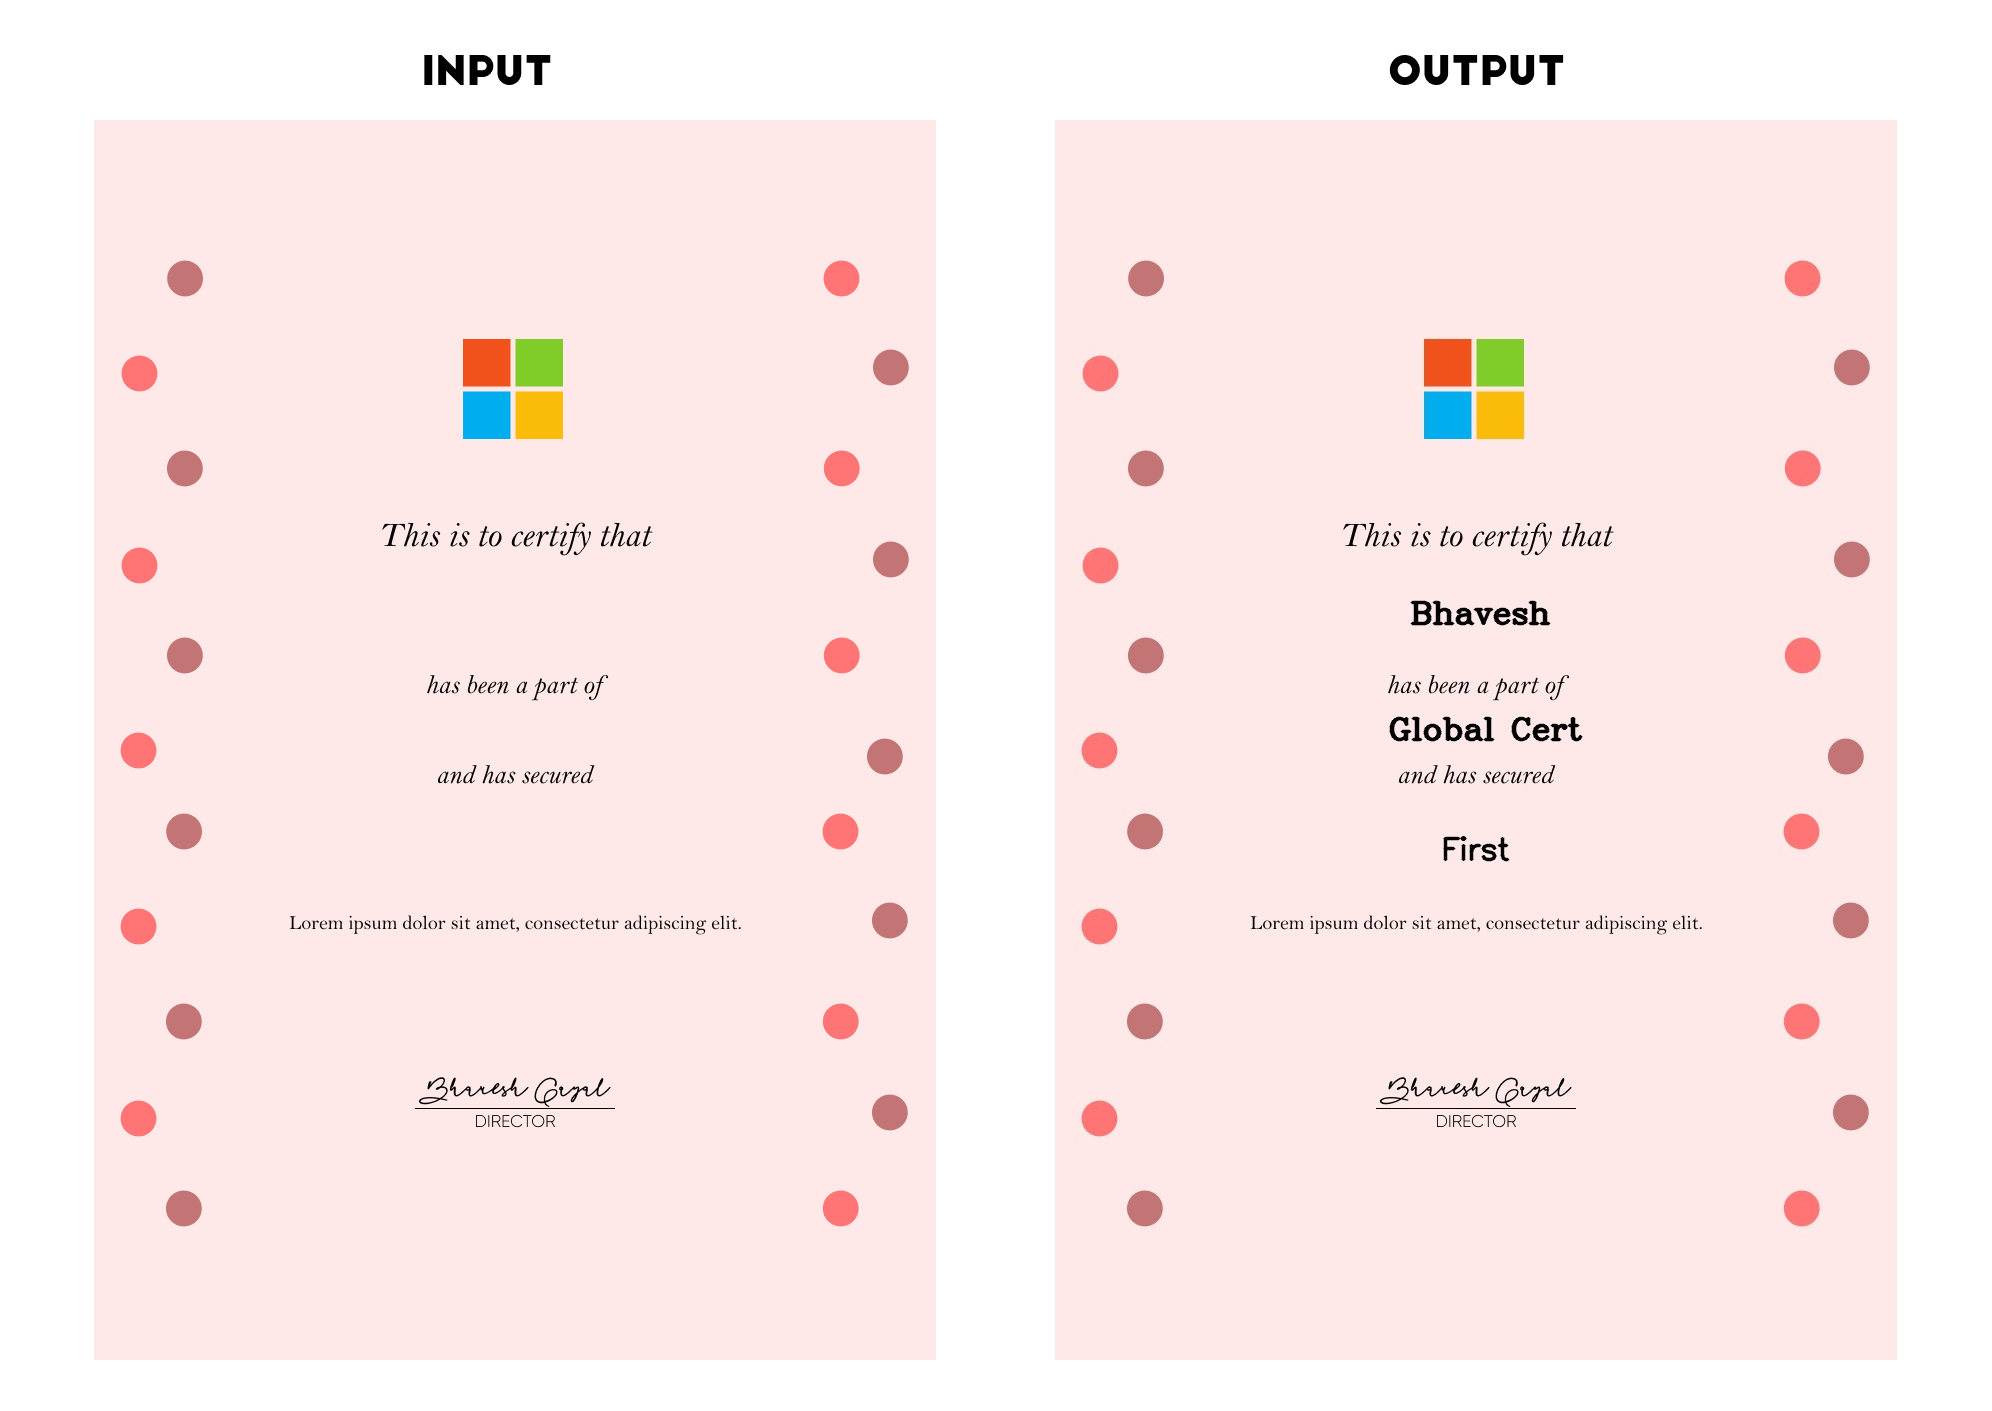 INPUT
This is to certify that
has been a part of
and has secured
Lorem ipsum dolor sit amet, consectetur adipiscing elit.
Bhavesh Goyal
DIRECTOR
OUTPUT
This is to certify that
Bhavesh
has been a part of
Global Cert
and has secured
First
Lorem ipsum dolor sit amet, consectetur adipiscing elit.
Bhavesh Goyal
DIRECTOR